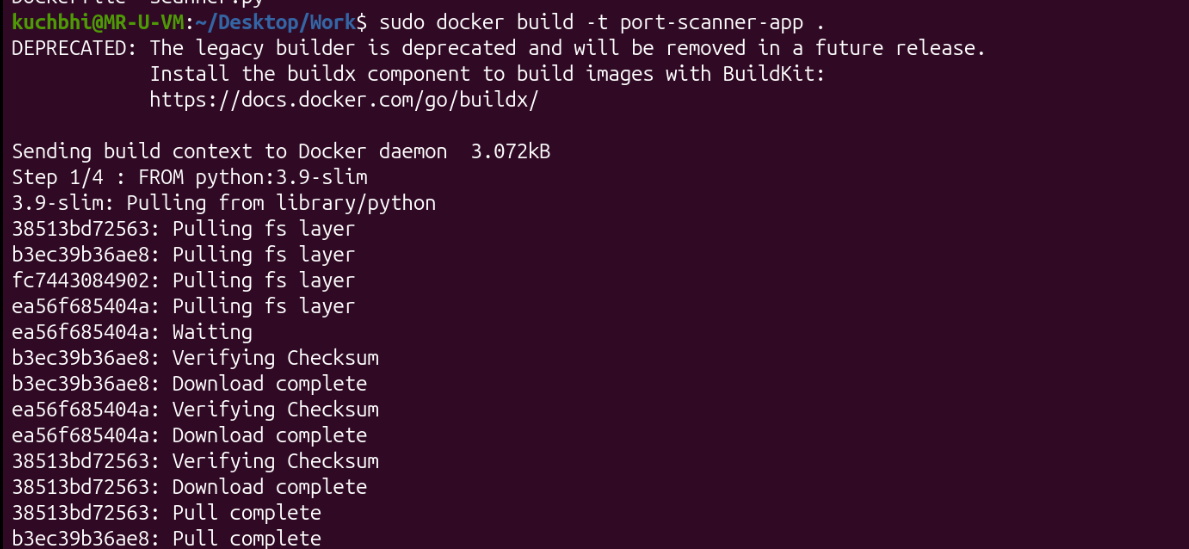 Dockerfile scanner.py
kuchbhi@MR-U-VM:~/Desktop/Work$ sudo docker build -t port-scanner-app .
DEPRECATED: The legacy builder is deprecated and will be removed in a future release.
Install the buildx component to build images with BuildKit:
https://docs.docker.com/go/buildx/
Sending build context to Docker daemon 3.072kB
Step 1/4 : FROM python:3.9-slim
3.9-slim: Pulling from library/python
38513bd72563: Pulling fs layer
b3ec39b36ae8: Pulling fs layer
fc7443084902: Pulling fs layer
ea56f685404a: Pulling fs layer
ea56f685404a: Waiting
b3ec39b36ae8: Verifying Checksum
b3ec39b36ae8: Download complete
ea56f685404a: Verifying Checksum
ea56f685404a: Download complete
38513bd72563: Verifying Checksum
38513bd72563: Download complete
38513bd72563: Pull complete
b3ec39b36ae8: Pull complete